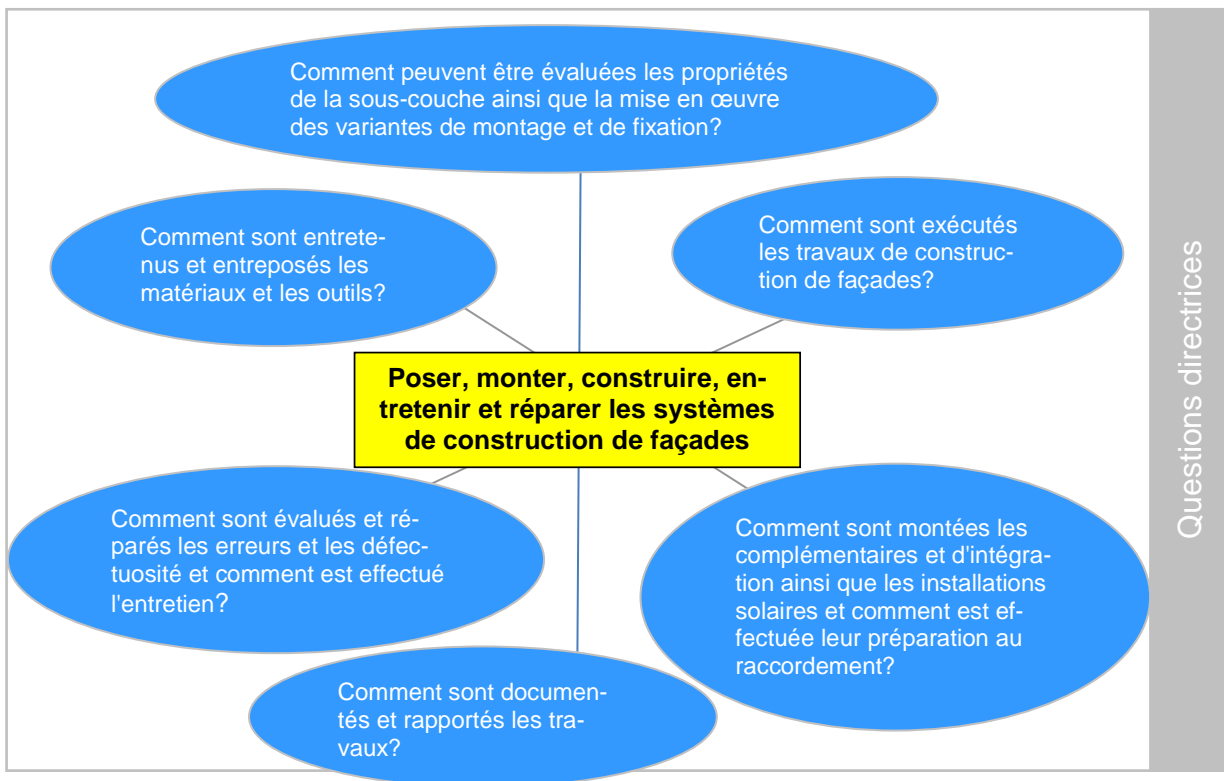 Comment peuvent être évaluées les propriétés
de la sous-couche ainsi que la mise en œuvre
des variantes de montage et de fixation?
Comment sont entrete-
nus et entreposés les
matériaux et les outils?
Comment sont exécutés
les travaux de construc-
tion de façades?
Poser, monter, construire, en-
tretenir et réparer les systèmes
de construction de façades
Comment sont évalués et ré-
parés les erreurs et les défec-
tuosité et comment est effectué
l'entretien?
Comment sont montées les
complémentaires et d'intégra-
tion ainsi que les installations
solaires et comment est ef-
fectuée leur préparation au
raccordement?
Comment sont documen-
tés et rapportés les tra-
vaux?
Questions directrices